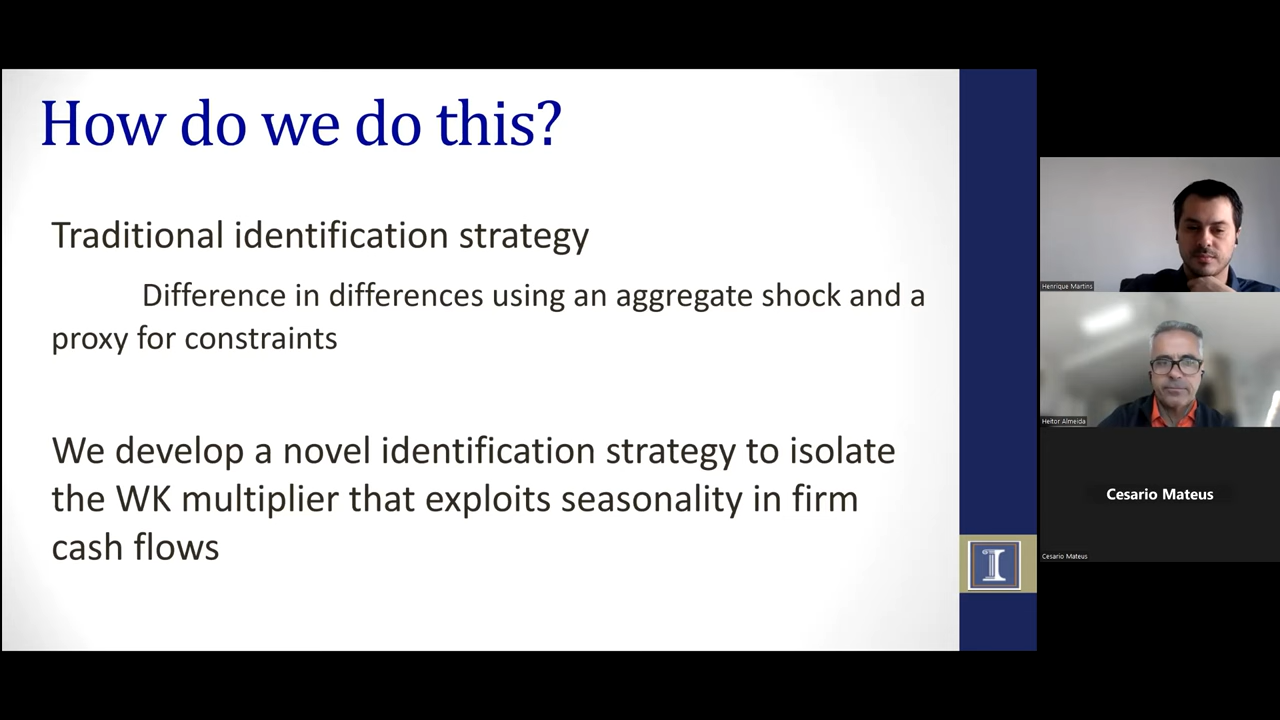 How do we do this?
Traditional identification strategy
Difference in differences using an aggregate shock and a
proxy for constraints
We develop a novel identification strategy to isolate
the WK multiplier that exploits seasonality in firm
cash flows
I
Henrique Martins
Heitor Almeida
Cesario Mateus
Cesario Mateus